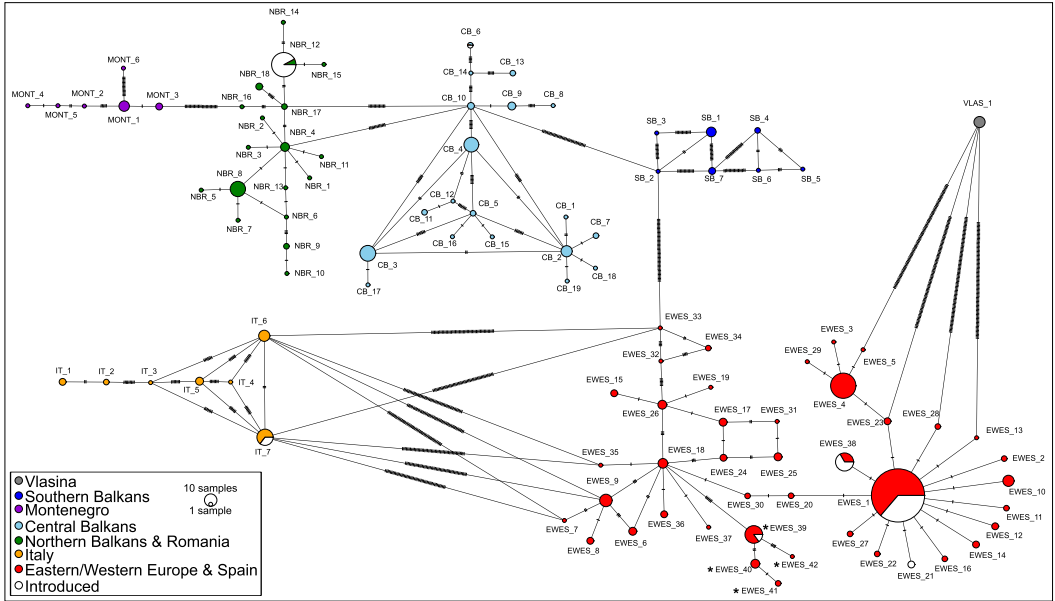 NBR_14
NBR_12
NBR_15
NBR_18
NBR_16
NBR_17
NBR_2
NBR_4
NBR_3
NBR_11
NBR_8
NBR_13
NBR_1
NBR_5
NBR_6
NBR_7
NBR_9
NBR_10
MONT_6
MONT_4
MONT_2
MONT_3
MONT_5
MONT_1
CB_6
CB_14
CB_13
CB_10
CB_9
CB_8
CB_4
CB_12
CB_5
CB_11
CB_16
CB_15
CB_1
CB_7
CB_2
CB_3
CB_18
CB_17
CB_19
SB_3
SB_1
SB_4
SB_2
SB_7
SB_6
SB_5
VLAS_1
IT_6
IT_1
IT_2
IT_3
IT_5
IT_4
IT_7
EWES_33
EWES_34
EWES_32
EWES_15
EWES_19
EWES_26
EWES_17
EWES_31
EWES_18
EWES_35
EWES_24
EWES_25
EWES_9
EWES_30
EWES_20
EWES_7
EWES_8
EWES_6
EWES_36
EWES_37
* EWES_39
* EWES_42
* EWES_40
* EWES_41
EWES_3
EWES_29
EWES_5
EWES_4
EWES_23
EWES_28
EWES_13
EWES_38
EWES_2
EWES_1
EWES_10
EWES_11
EWES_12
EWES_27
EWES_14
EWES_22
EWES_21
EWES_16
Vlasina
Southern Balkans
Montenegro
Central Balkans
Northern Balkans & Romania
Italy
Eastern/Western Europe & Spain
Introduced
10 samples
1 sample